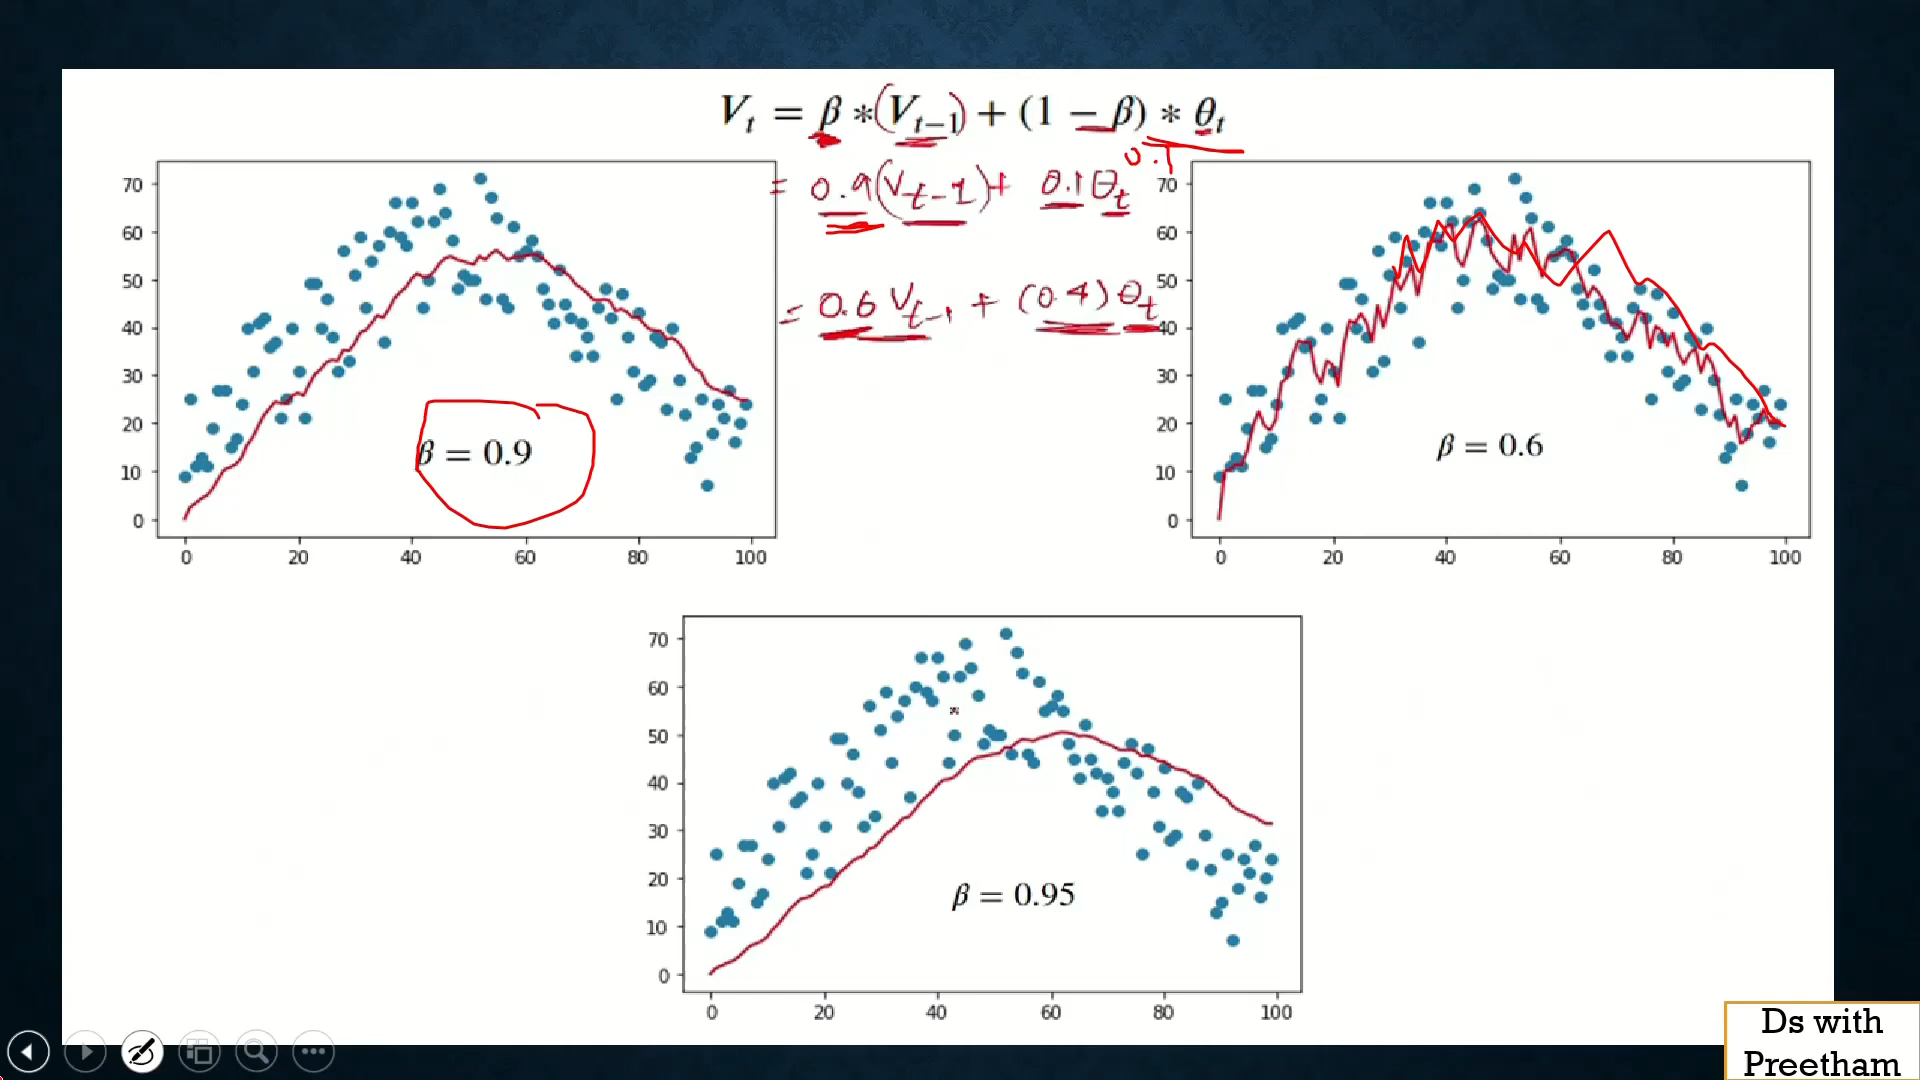 V_t = β * (V_{t-1}) + (1 - β) * θ_t
0.1
= 0.9 (V_{t-1}) + 0.1 θ_t
= 0.6 V_{t-1} + (0.4) θ_t
70
60
50
40
30
20
10
0
0 20 40 60 80 100
β = 0.9
70
60
50
40
30
20
10
0
0 20 40 60 80 100
β = 0.6
70
60
50
40
30
20
10
0
0 20 40 60 80 100
β = 0.95
Ds with
Preetham